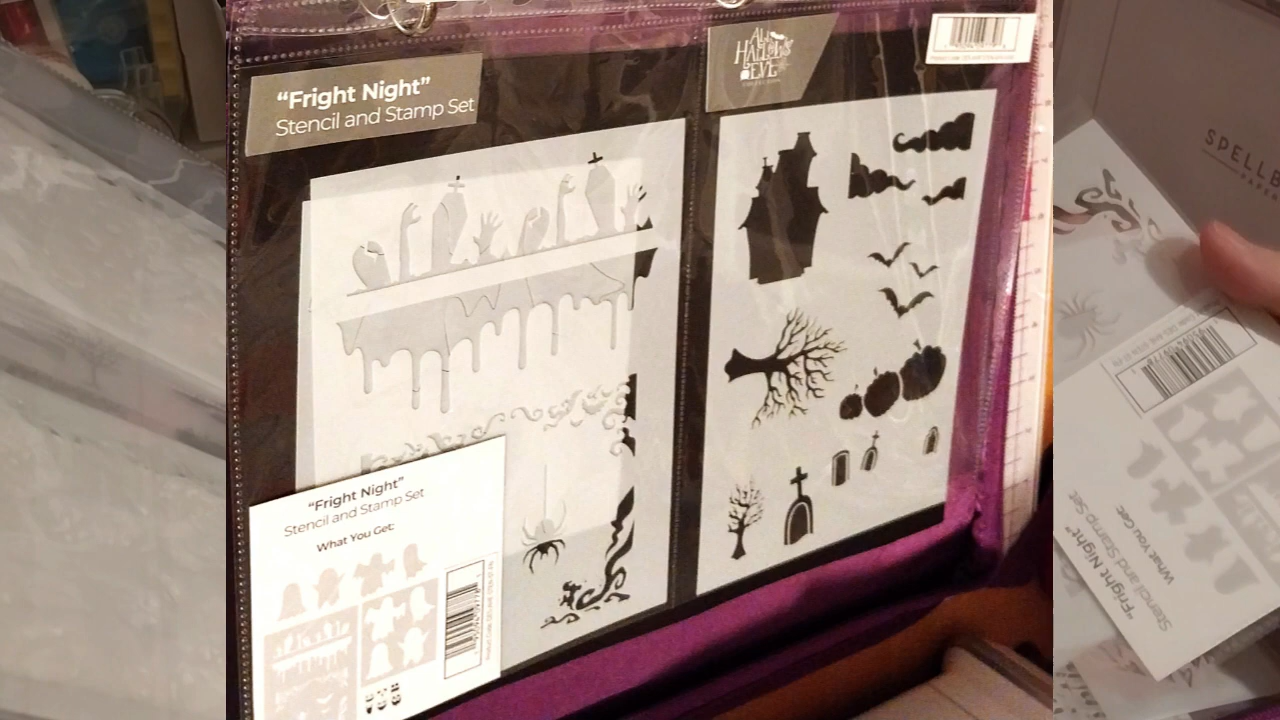 “Fright Night”
Stencil and Stamp Set
ALL
HALLOWS
EVE
COLLECTION
“Fright Night”
Stencil and Stamp Set
What You Get:
SPELLB
“Fright Night”
Stencil and Stamp Set
What You Get: